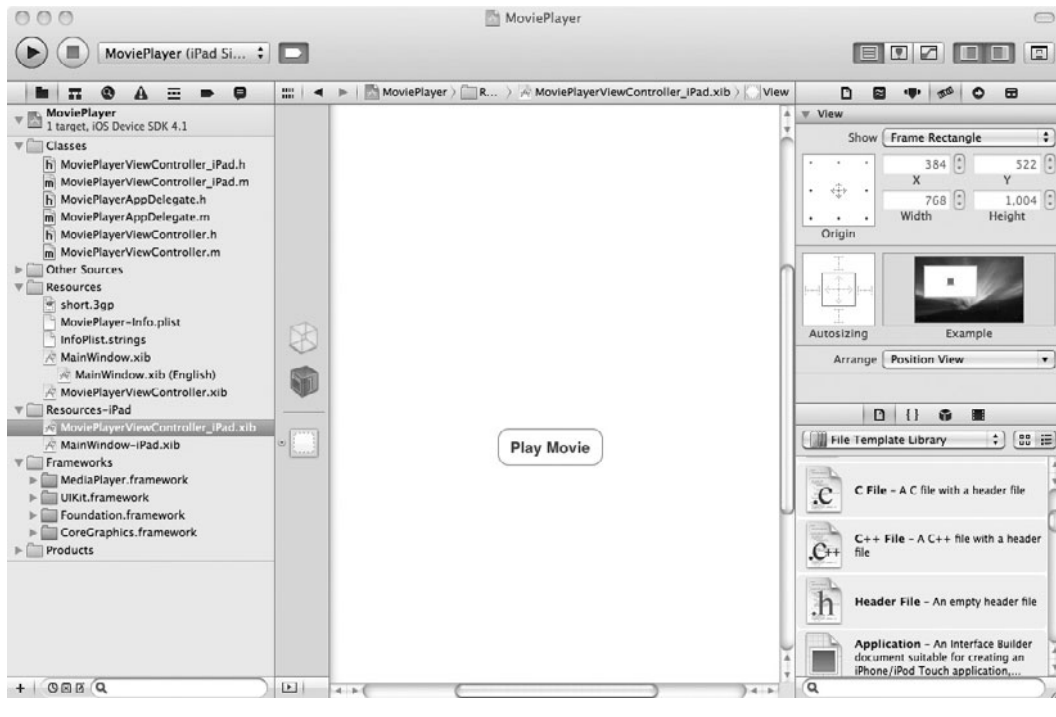 MoviePlayer
MoviePlayer (iPad Si...
MoviePlayer
1 target, iOS Device SDK 4.1
Classes
MoviePlayerViewController_iPad.h
MoviePlayerViewController_iPad.m
MoviePlayerAppDelegate.h
MoviePlayerAppDelegate.m
MoviePlayerViewController.h
MoviePlayerViewController.m
Other Sources
Resources
short.3gp
MoviePlayer-Info.plist
InfoPlist.strings
MainWindow.xib
MainWindow.xib (English)
MoviePlayerViewController.xib
Resources-iPad
MoviePlayerViewController_iPad.xib
MainWindow-iPad.xib
Frameworks
MediaPlayer.framework
UIKit.framework
Foundation.framework
CoreGraphics.framework
Products
MoviePlayer R... MoviePlayerViewController_iPad.xib View
Play Movie
View
Show Frame Rectangle
384 522
X Y
768 1,004
Width Height
Origin
Autosizing Example
Arrange Position View
File Template Library
.c
C File - A C file with a header file
.C++
C++ File - A C++ file with a header
file
.h
Header File - An empty header file
Application - An Interface Builder
document suitable for creating an
iPhone/iPod Touch application,...